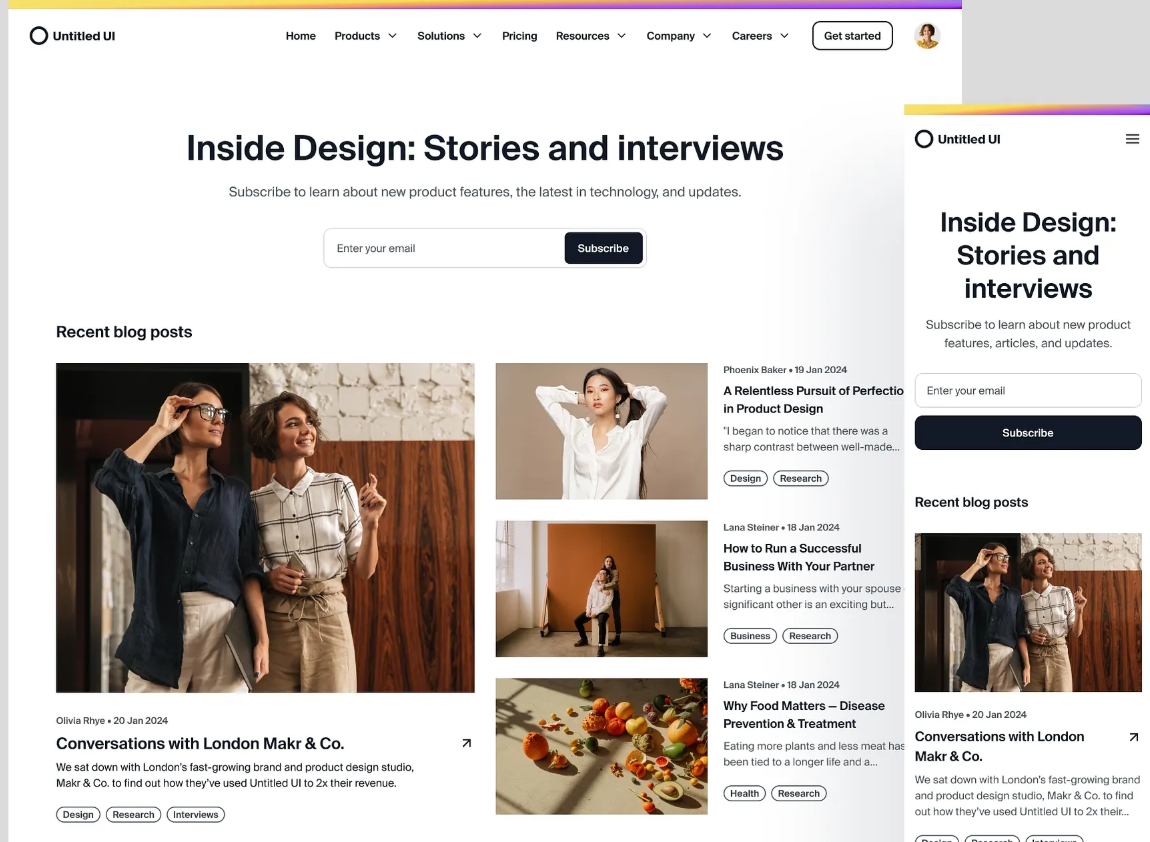 Untitled UI
Home
Products
Solutions
Pricing
Resources
Company
Careers
Get started
Inside Design: Stories and interviews
Subscribe to learn about new product features, the latest in technology, and updates.
Enter your email
Subscribe
Recent blog posts
Olivia Rhye • 20 Jan 2024
Conversations with London Makr & Co.
We sat down with London’s fast-growing brand and product design studio,
Makr & Co. to find out how they’ve used Untitled UI to 2x their revenue.
Design
Research
Interviews
Phoenix Baker • 19 Jan 2024
A Relentless Pursuit of Perfectio
in Product Design
"I began to notice that there was a
sharp contrast between well-made...
Design
Research
Lana Steiner • 18 Jan 2024
How to Run a Successful
Business With Your Partner
Starting a business with your spouse
significant other is an exciting but...
Business
Research
Lana Steiner • 18 Jan 2024
Why Food Matters — Disease
Prevention & Treatment
Eating more plants and less meat has
been tied to a longer life and a...
Health
Research
Untitled UI
Inside Design:
Stories and
interviews
Subscribe to learn about new product
features, articles, and updates.
Enter your email
Subscribe
Recent blog posts
Olivia Rhye • 20 Jan 2024
Conversations with London
Makr & Co.
We sat down with London’s fast-growing brand
and product design studio, Makr & Co. to find
out how they’ve used Untitled UI to 2x their...
Design
Research
Interviews